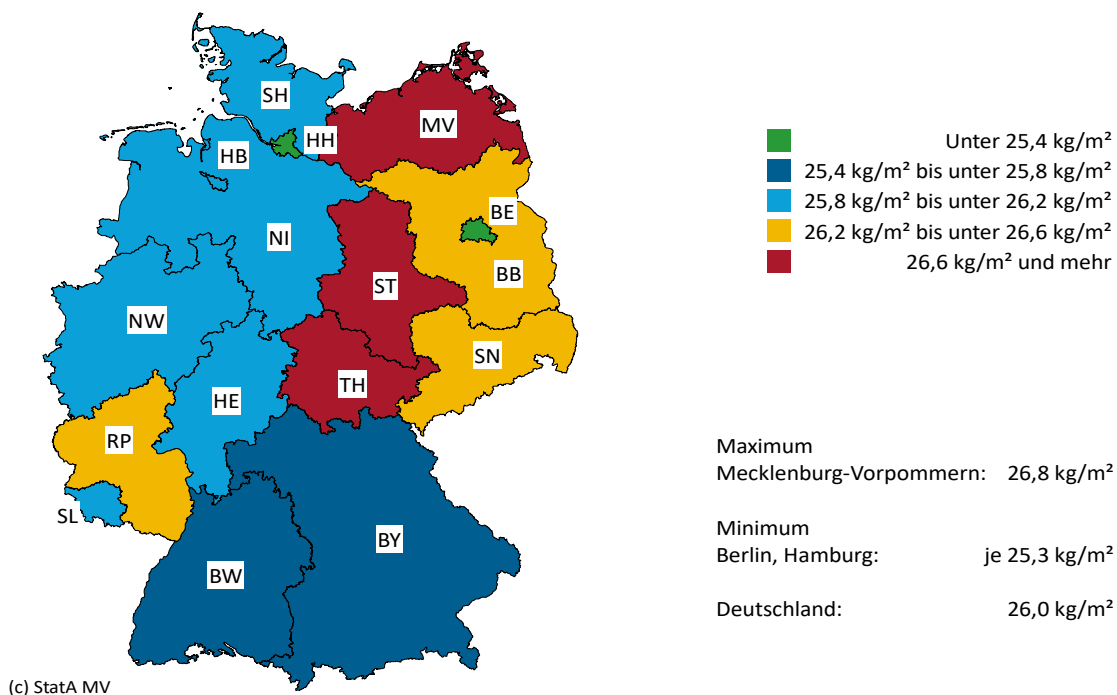 SH
HH
MV
HB
BE
NI
BB
ST
NW
SN
TH
HE
RP
SL
BY
BW
Unter 25,4 kg/m²
25,4 kg/m² bis unter 25,8 kg/m²
25,8 kg/m² bis unter 26,2 kg/m²
26,2 kg/m² bis unter 26,6 kg/m²
26,6 kg/m² und mehr
Maximum
Mecklenburg-Vorpommern: 26,8 kg/m²
Minimum
Berlin, Hamburg: je 25,3 kg/m²
Deutschland: 26,0 kg/m²
(c) StatA MV